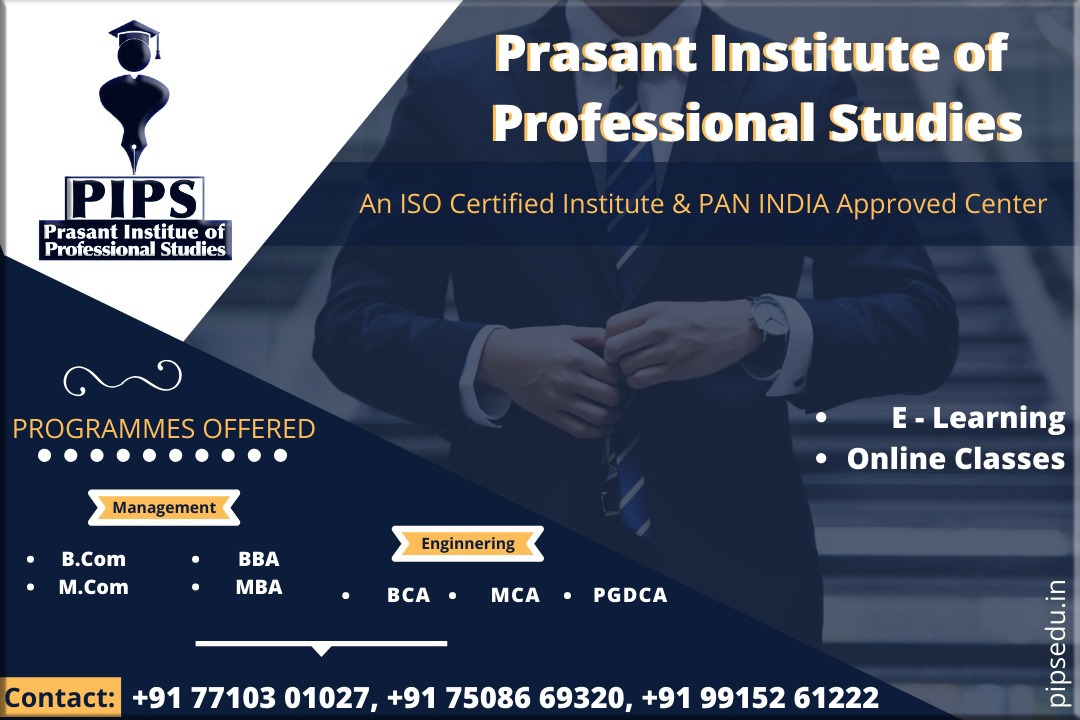 PIPS
Prasant Institue of
Professional Studies
Prasant Institute of
Professional Studies
An ISO Certified Institute & PAN INDIA Approved Center
• E - Learning
• Online Classes
PROGRAMMES OFFERED
Management
• B.Com • BBA
• M.Com • MBA
Enginnering
• BCA • MCA • PGDCA
pipsedu.in
Contact: +91 77103 01027, +91 75086 69320, +91 99152 61222